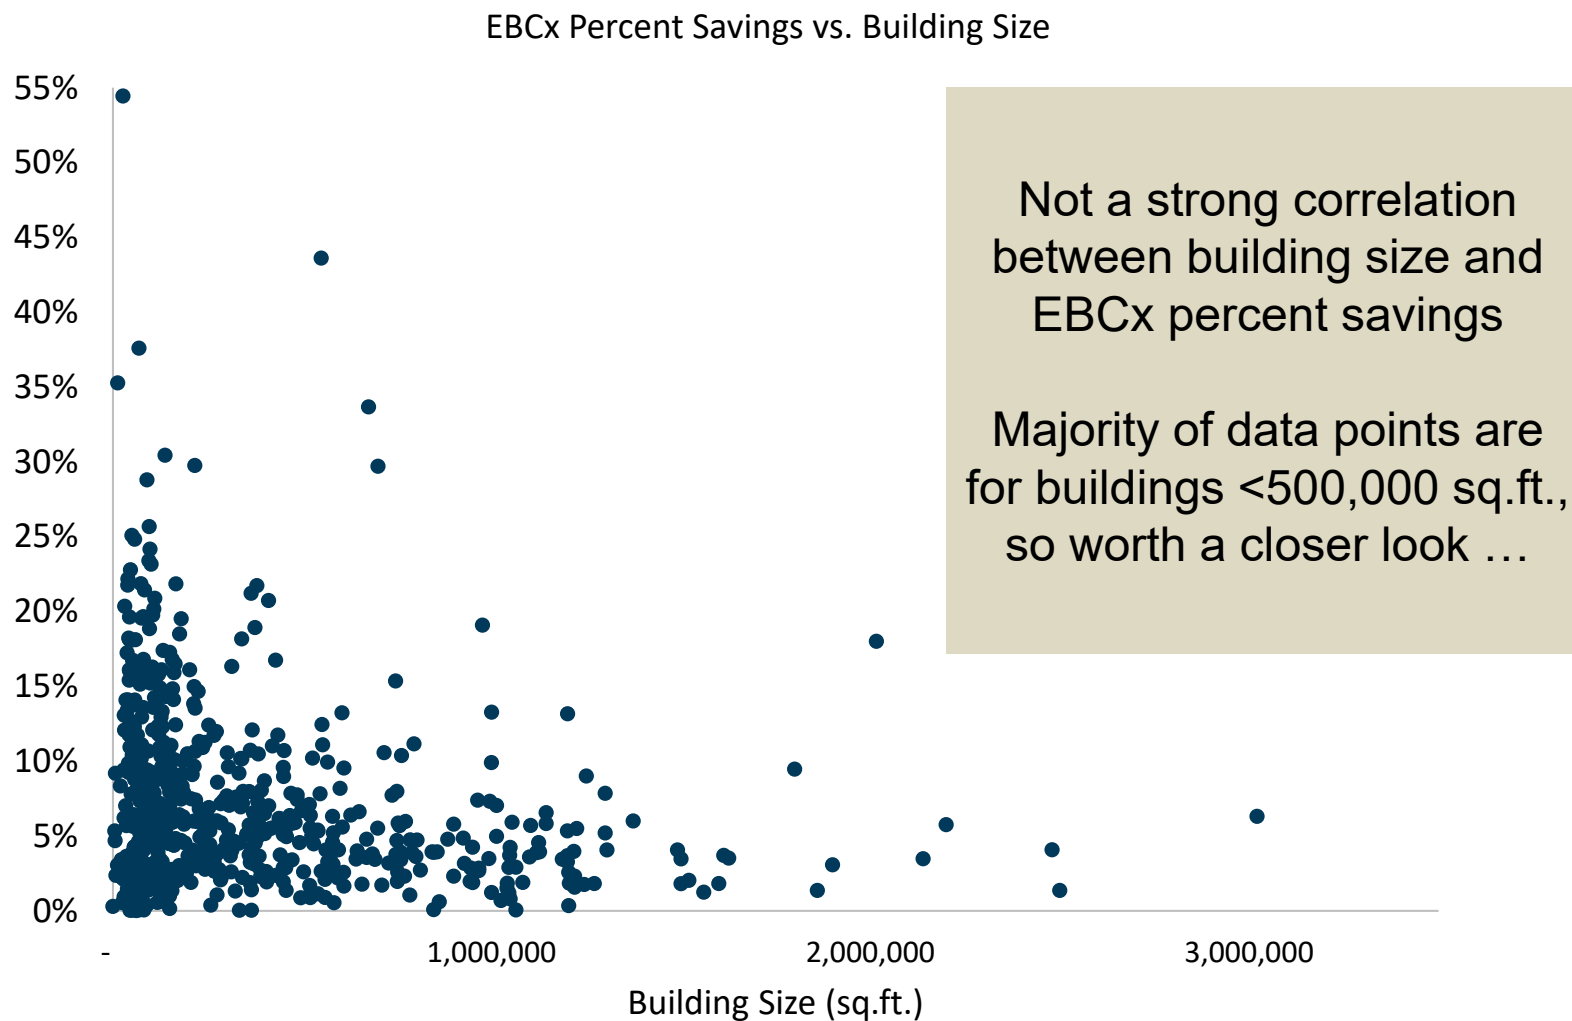 EBCx Percent Savings vs. Building Size
55%
50%
45%
40%
35%
30%
25%
20%
15%
10%
5%
0%
-
1,000,000
2,000,000
3,000,000
Building Size (sq.ft.)
Not a strong correlation
between building size and
EBCx percent savings
Majority of data points are
for buildings <500,000 sq.ft.,
so worth a closer look …